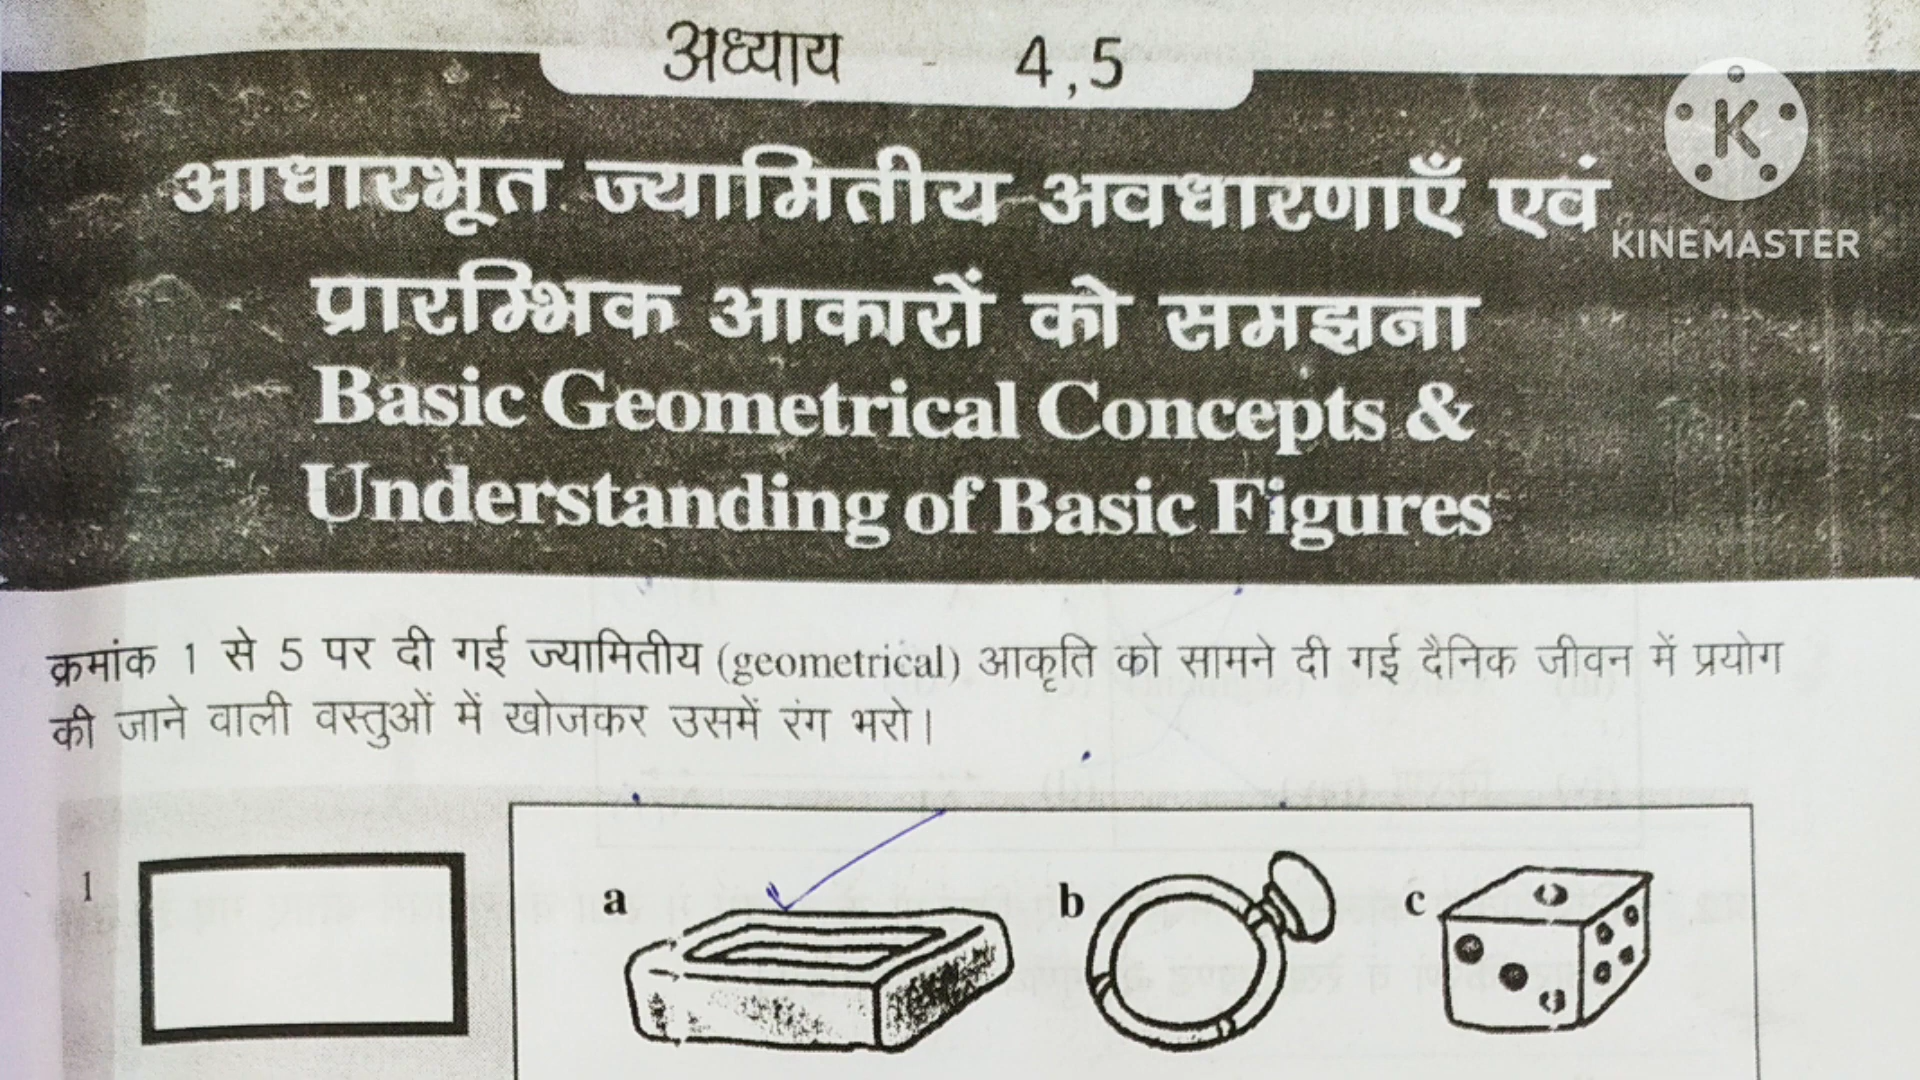 अध्याय - 4,5
K
KINEMASTER
आधारभूत ज्यामितीय अवधारणाएँ एवं
प्रारम्भिक आकारों को समझना
Basic Geometrical Concepts &
Understanding of Basic Figures
क्रमांक 1 से 5 पर दी गई ज्यामितीय (geometrical) आकृति को सामने दी गई दैनिक जीवन में प्रयोग
की जाने वाली वस्तुओं में खोजकर उसमें रंग भरो।
1
a b c